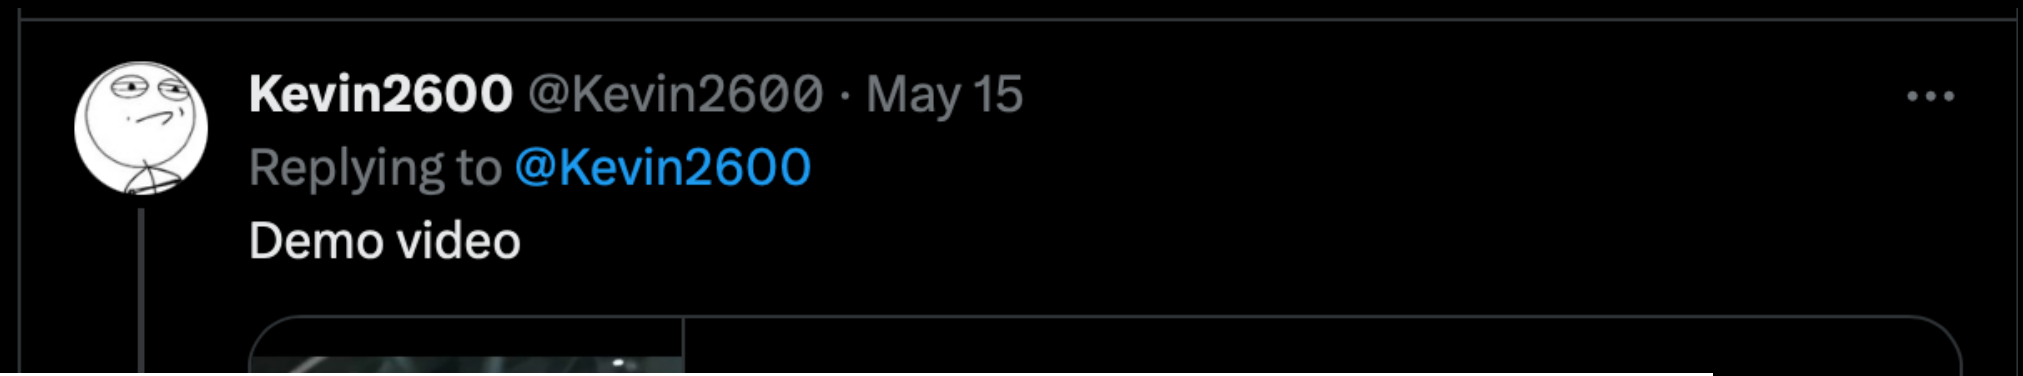 Kevin2600 @Kevin2600 · May 15
Replying to @Kevin2600
Demo video